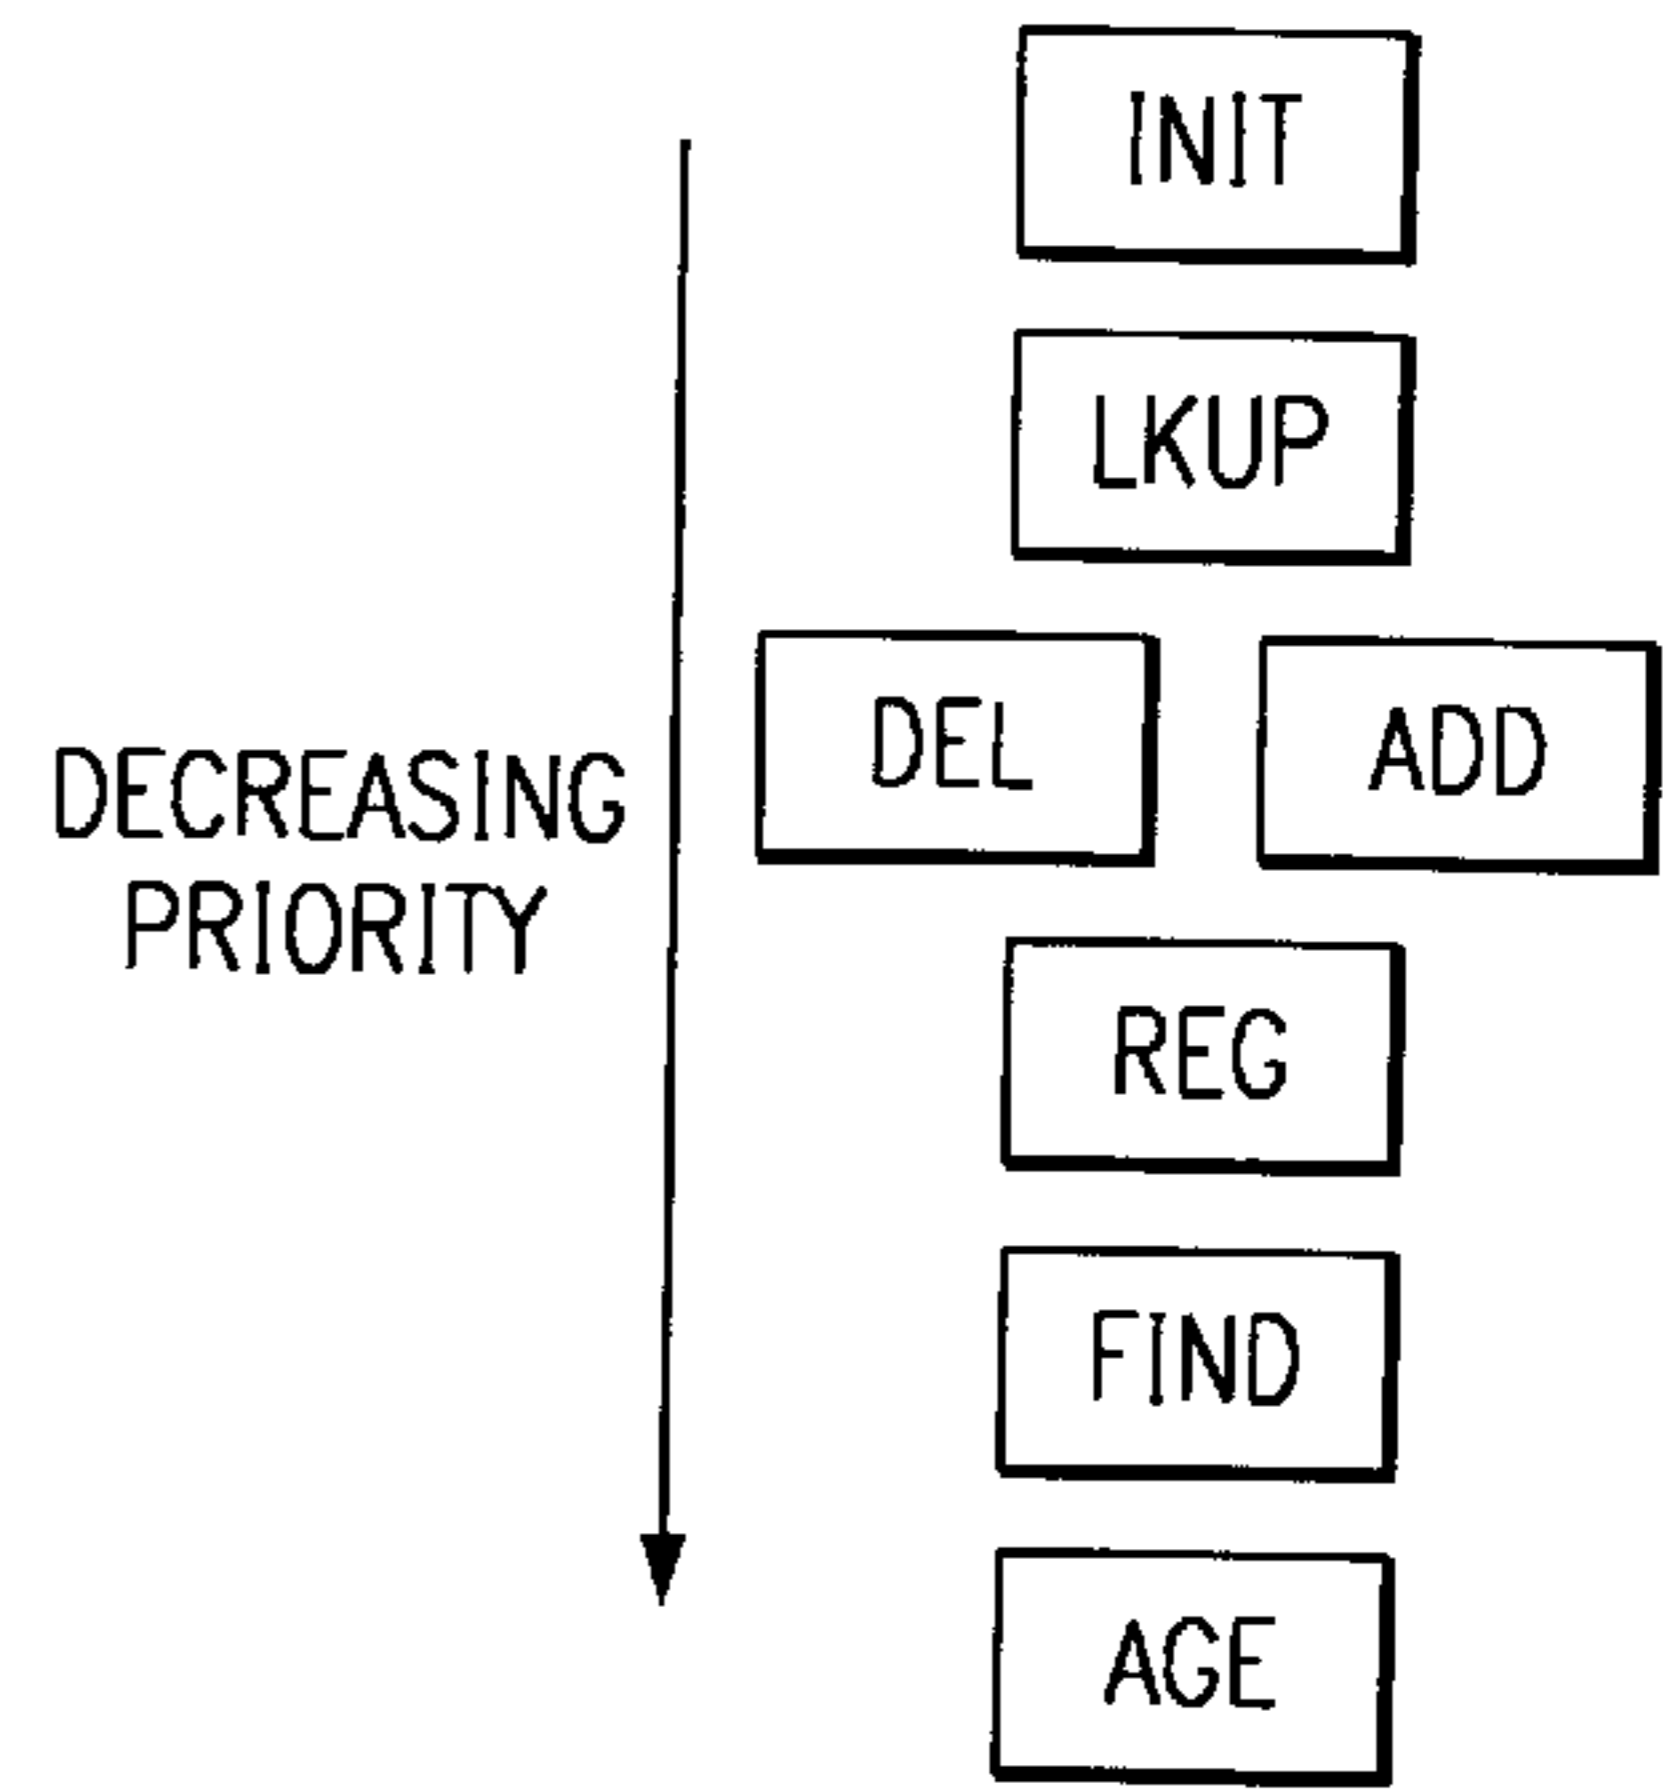 INIT
LKUP
DEL
ADD
DECREASING
PRIORITY
REG
FIND
AGE